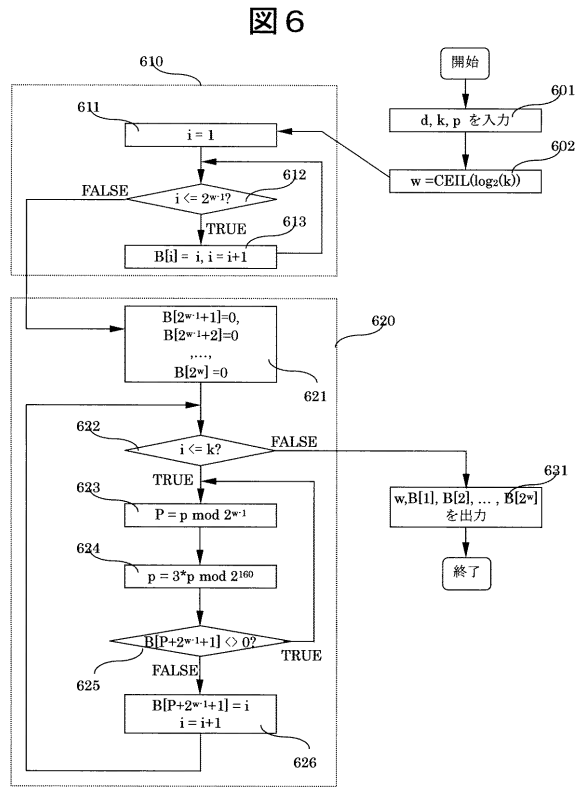 図６
開始
601
d, k, p を入力
602
w =CEIL(log₂(k))
610
611
i = 1
612
i <= 2ʷ⁻¹?
FALSE
TRUE
613
B[i] = i, i = i+1
620
B[2ʷ⁻¹+1]=0,
B[2ʷ⁻¹+2]=0
,…,
B[2ʷ] =0
621
622
i <= k?
FALSE
TRUE
623
P = p mod 2ʷ⁻¹
624
p = 3*p mod 2¹⁶⁰
B[P+2ʷ⁻¹+1] <> 0?
625
TRUE
FALSE
B[P+2ʷ⁻¹+1] = i
i = i+1
626
631
w,B[1], B[2], … , B[2ʷ]
を出力
終了